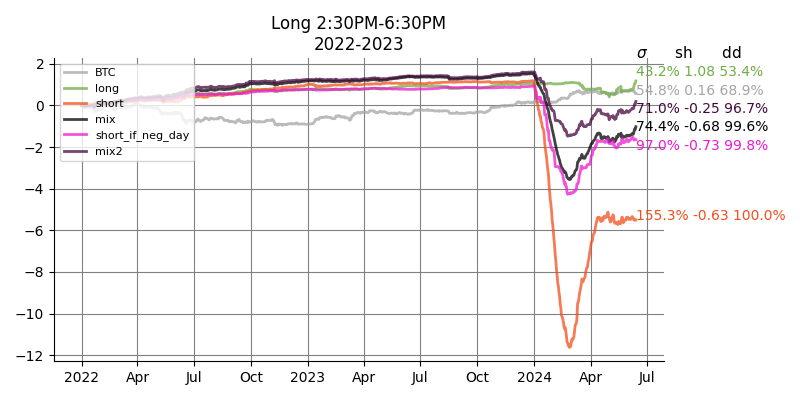 Long 2:30PM-6:30PM
2022-2023
σ sh dd
43.2% 1.08 53.4%
54.8% 0.16 68.9%
71.0% -0.25 96.7%
74.4% -0.68 99.6%
97.0% -0.73 99.8%
155.3% -0.63 100.0%
BTC
long
short
mix
short_if_neg_day
mix2
2
0
−2
−4
−6
−8
−10
−12
2022 Apr Jul Oct 2023 Apr Jul Oct 2024 Apr Jul